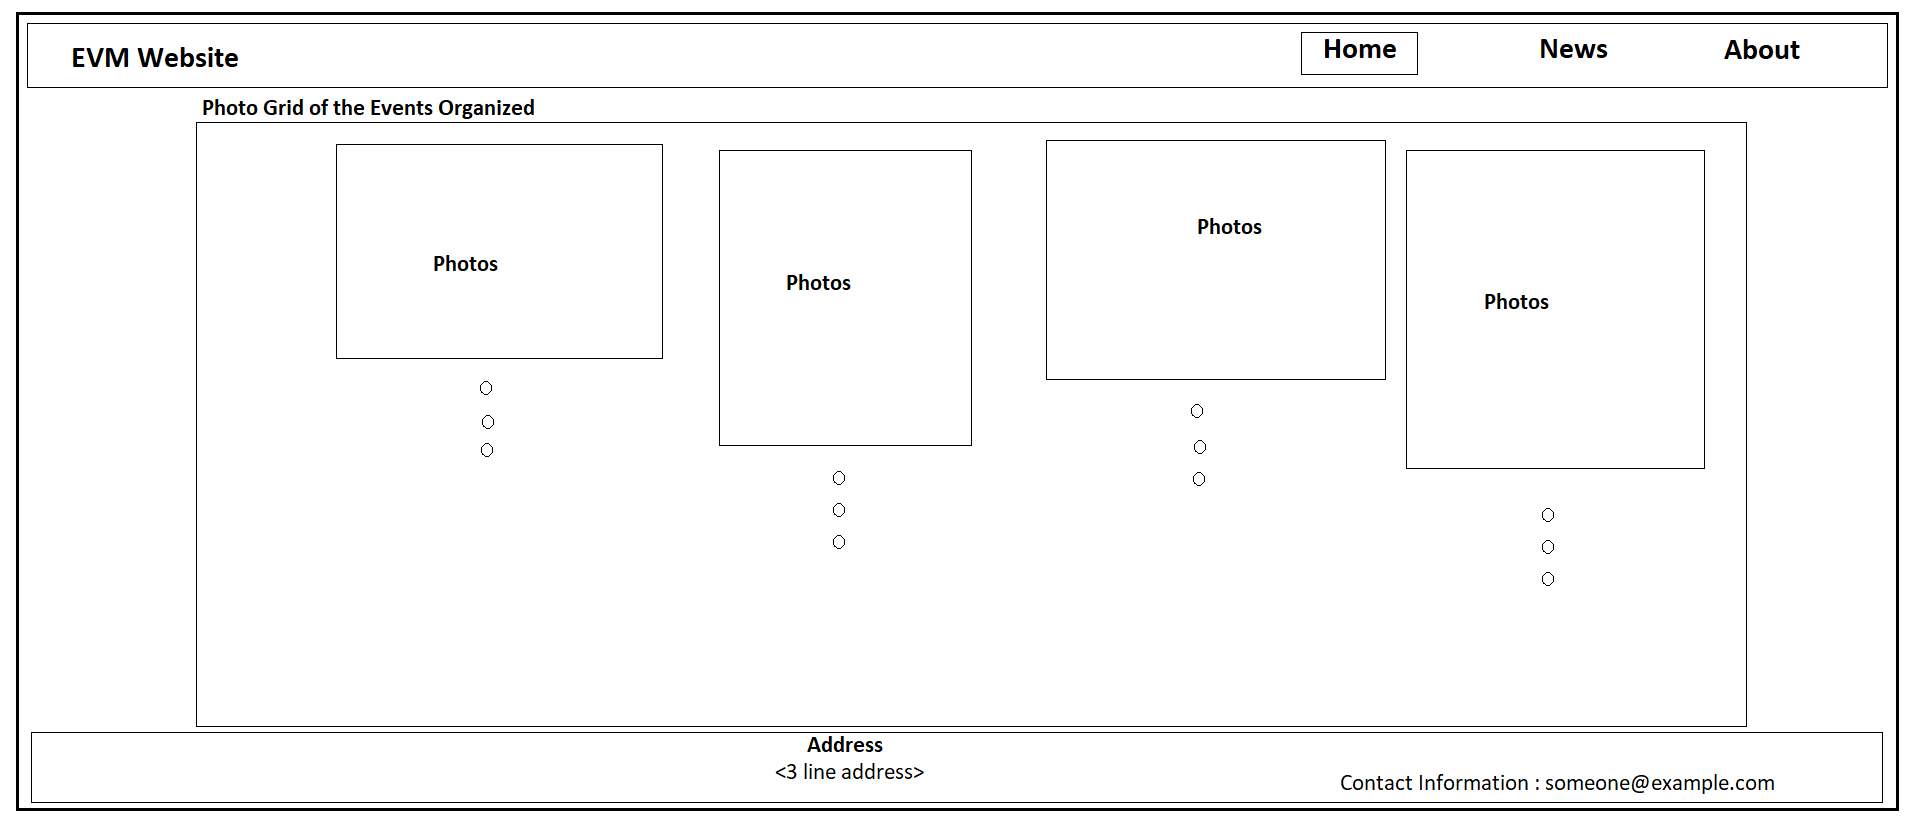 EVM Website
Home
News
About
Photo Grid of the Events Organized
Photos
Photos
Photos
Photos
Address
<3 line address>
Contact Information : someone@example.com